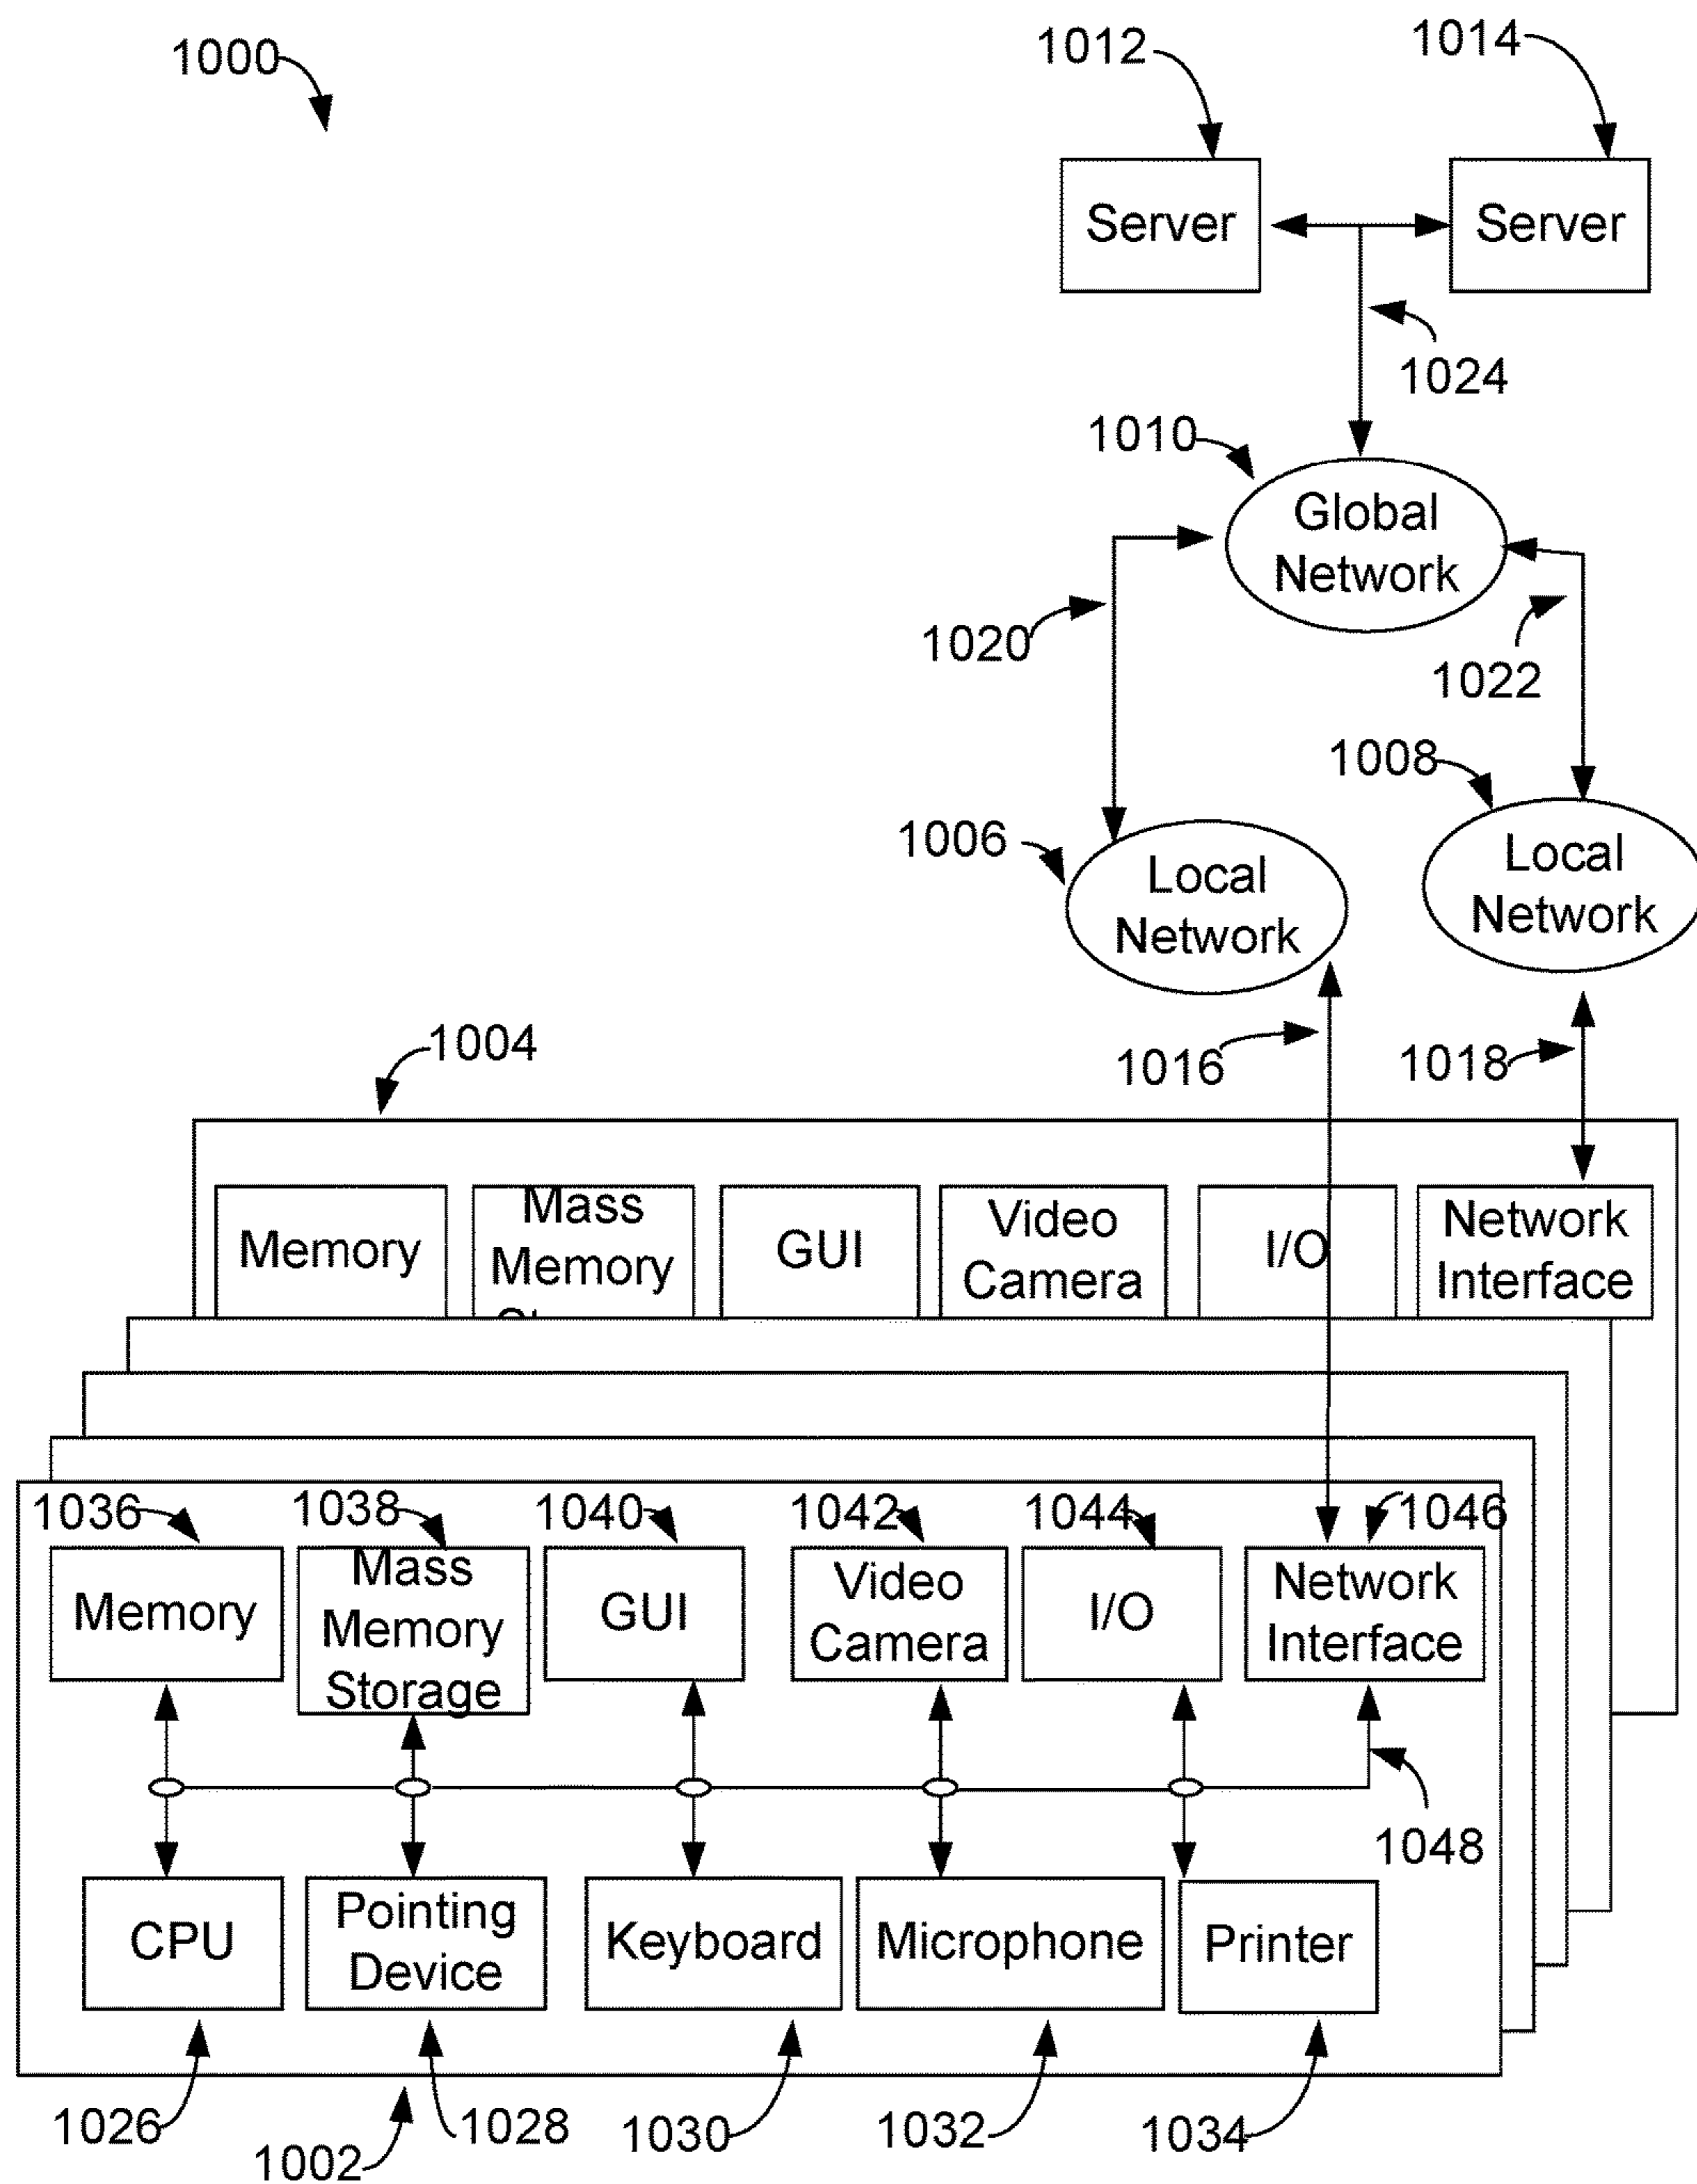 1000
1012
1014
Server
Server
1024
1010
Global
Network
1020
1022
1008
1006
Local
Network
Local
Network
1004
1016
1018
Memory
Mass
Memory
GUI
Video
Camera
I/O
Network
Interface
1036
1038
1040
1042
1044
1046
Memory
Mass
Memory
Storage
GUI
Video
Camera
I/O
Network
Interface
1048
CPU
Pointing
Device
Keyboard
Microphone
Printer
1026
1002
1028
1030
1032
1034